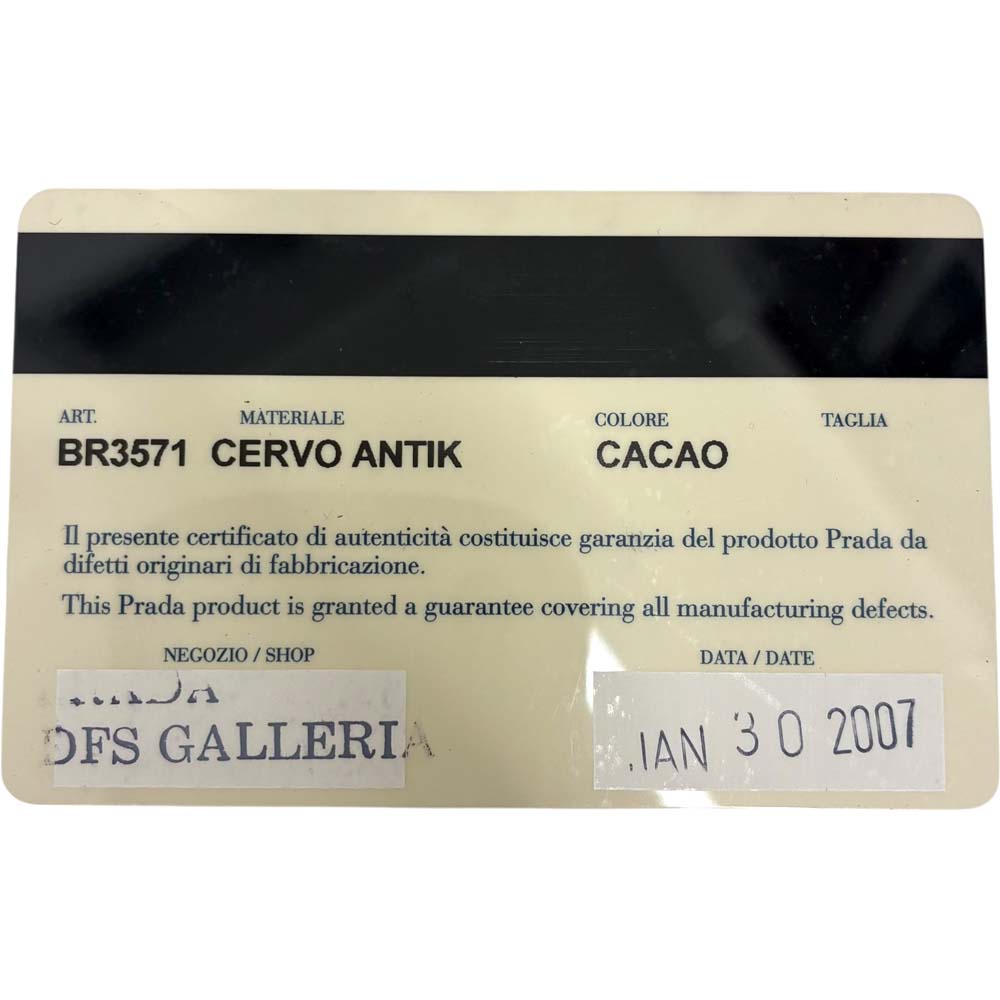 ART. MATERIALE COLORE TAGLIA
BR3571 CERVO ANTIK CACAO
Il presente certificato di autenticità costituisce garanzia del prodotto Prada da
difetti originari di fabbricazione.
This Prada product is granted a guarantee covering all manufacturing defects.
NEGOZIO / SHOP DATA / DATE
DFS GALLERIA JAN 30 2007